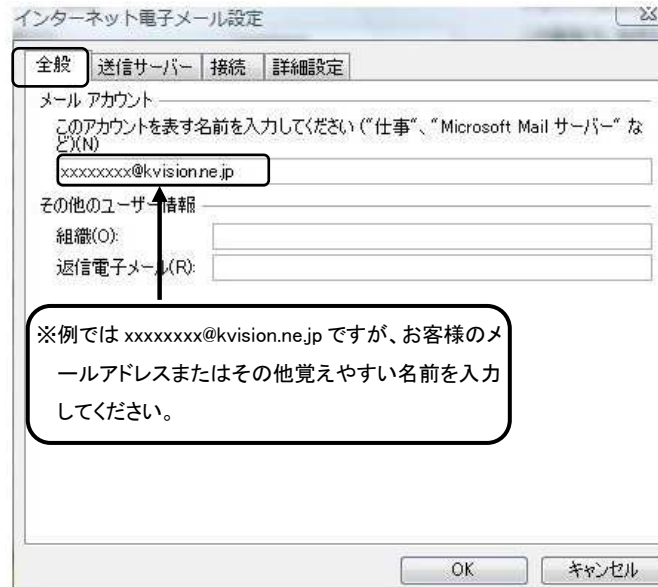 インターネット電子メール設定
全般 送信サーバー 接続 詳細設定
メール アカウント
このアカウントを表す名前を入力してください ("仕事"、"Microsoft Mail サーバー" な
ど)(N)
xxxxxxxx@kvision.ne.jp
その他のユーザー情報
組織(O):
返信電子メール(R):
※例では xxxxxxxx@kvision.ne.jp ですが、お客様のメ
ールアドレスまたはその他覚えやすい名前を入力
してください。
OK キャンセル